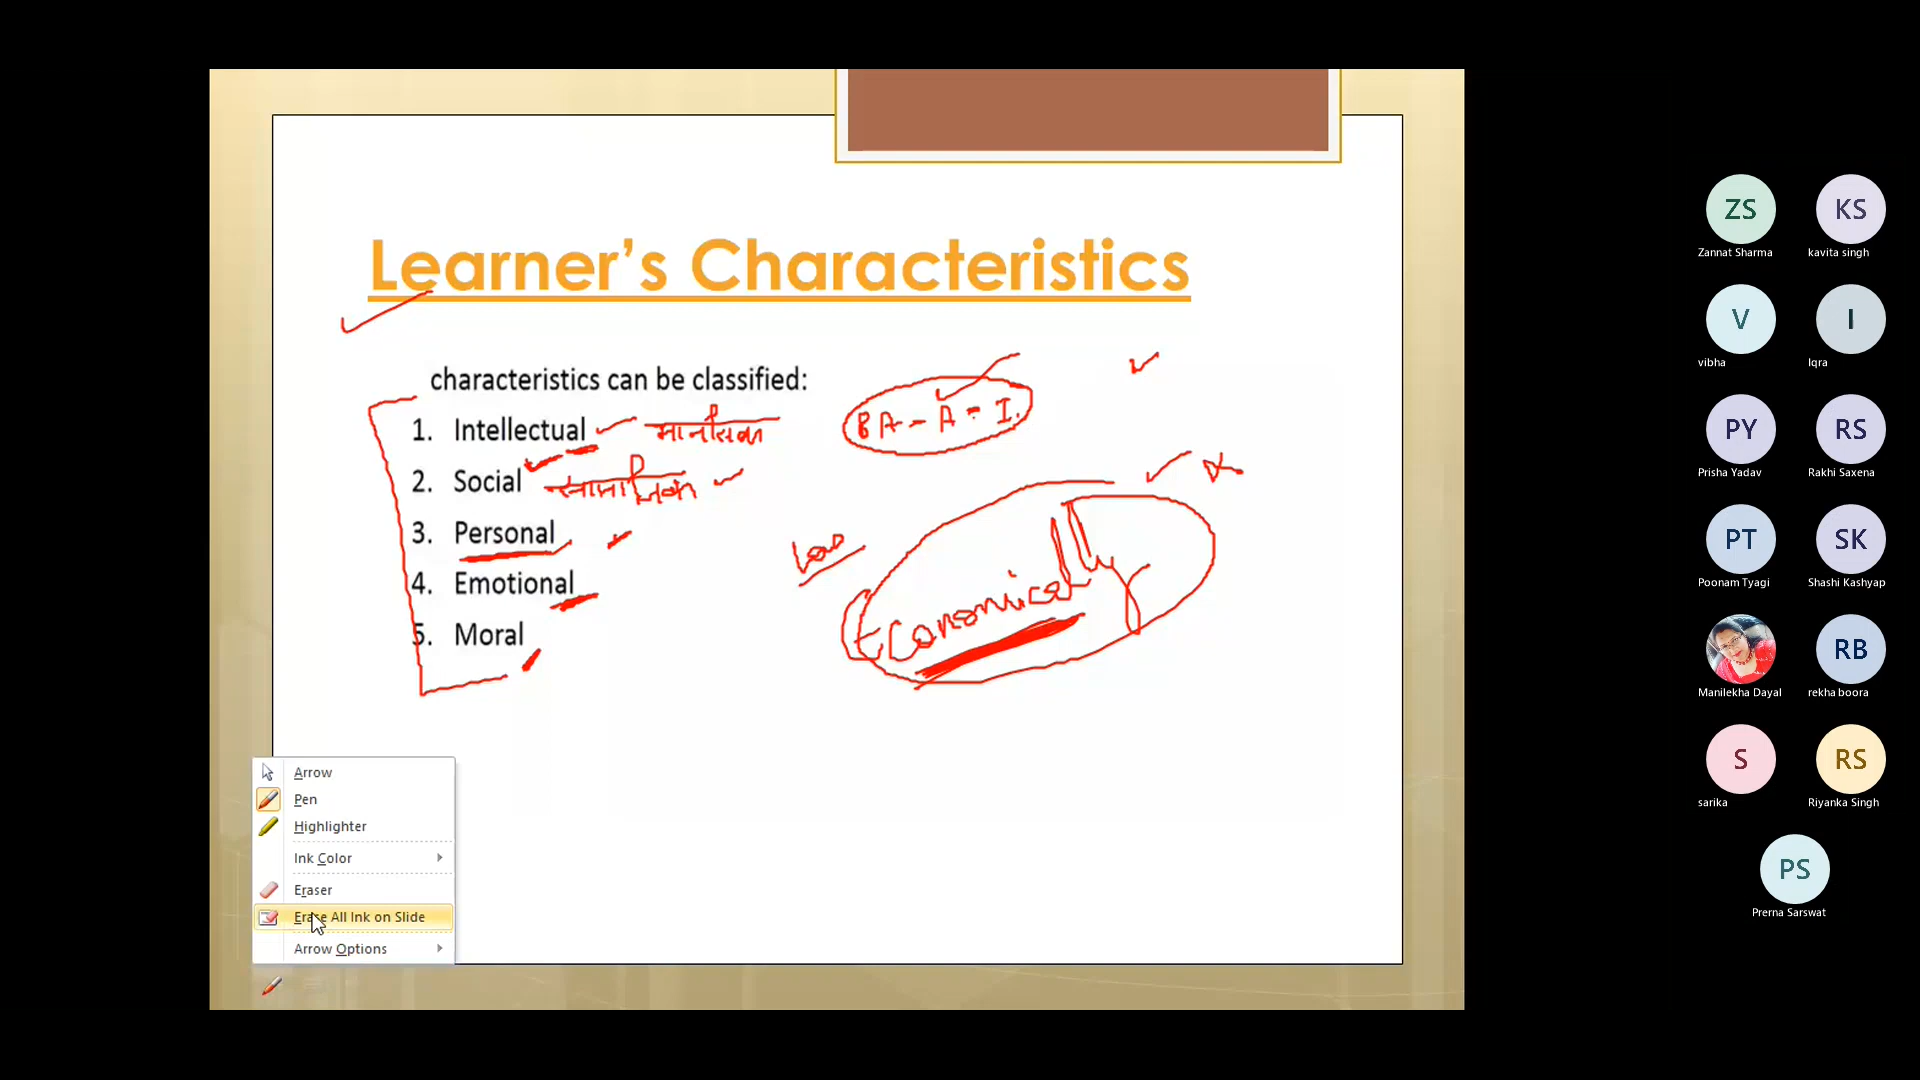 Learner’s Characteristics
characteristics can be classified:
1. Intellectual मानसिक
BA - A - I.
2. Social सामाजिक
3. Personal
Low
4. Emotional
Economically
5. Moral
Arrow
Pen
Highlighter
Ink Color
Eraser
Erase All Ink on Slide
Arrow Options
ZS KS
Zannat Sharma kavita singh
V I
vibha Iqra
PY RS
Prisha Yadav Rakhi Saxena
PT SK
Poonam Tyagi Shashi Kashyap
RB
Manilekha Dayal rekha boora
S RS
sarika Riyanka Singh
PS
Prerna Sarswat